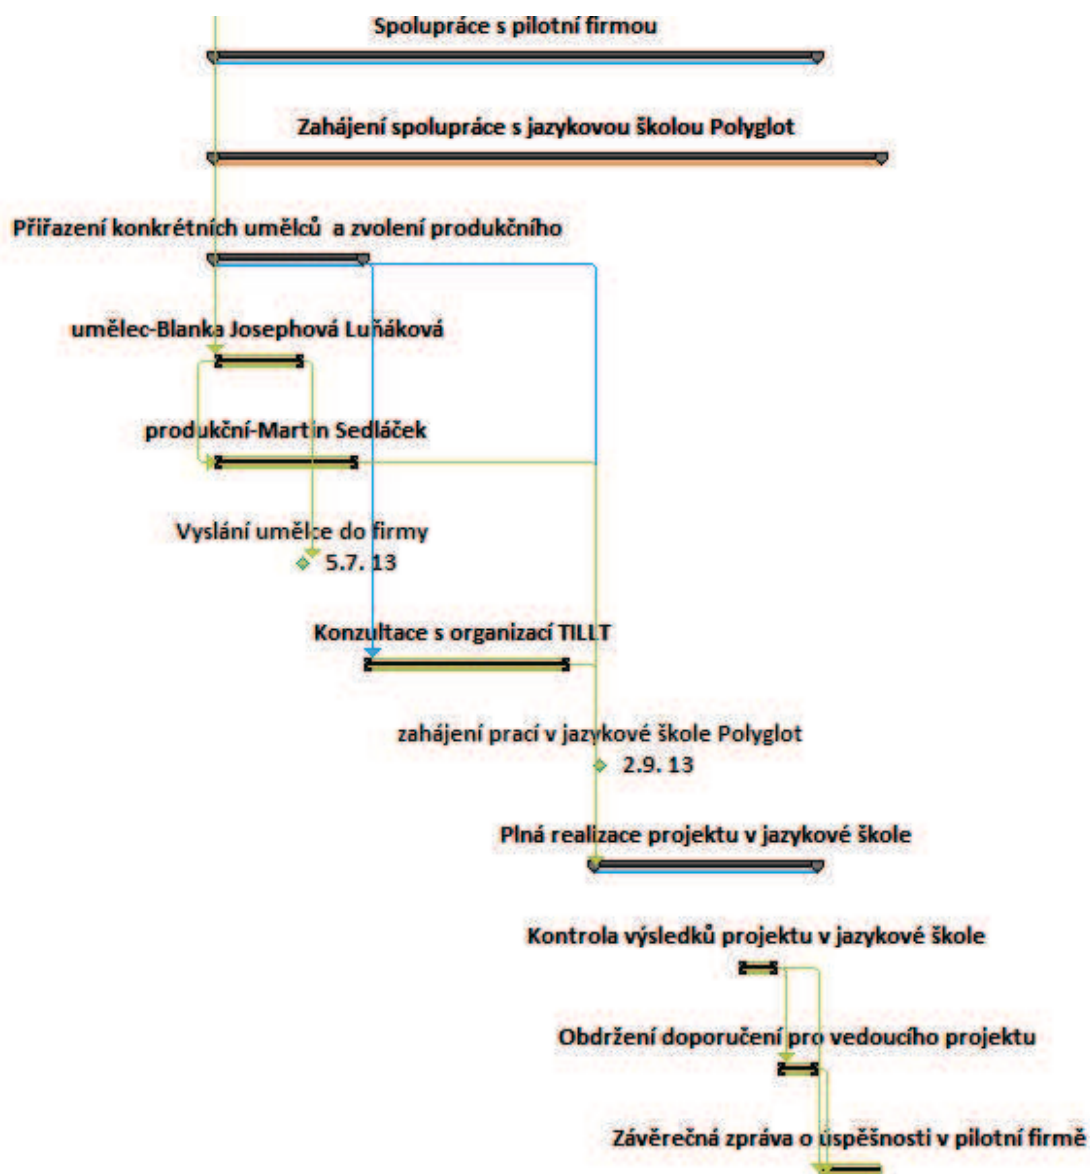 Spolupráce s pilotní firmou
Zahájení spolupráce s jazykovou školou Polyglot
Přiřazení konkrétních umělců a zvolení produkčního
umělec-Blanka Josephová Luňáková
produkční-Martin Sedláček
Vyslání umělce do firmy
5.7. 13
Konzultace s organizací TILLT
zahájení prací v jazykové škole Polyglot
2.9. 13
Plná realizace projektu v jazykové škole
Kontrola výsledků projektu v jazykové škole
Obdržení doporučení pro vedoucího projektu
Závěrečná zpráva o úspěšnosti v pilotní firmě